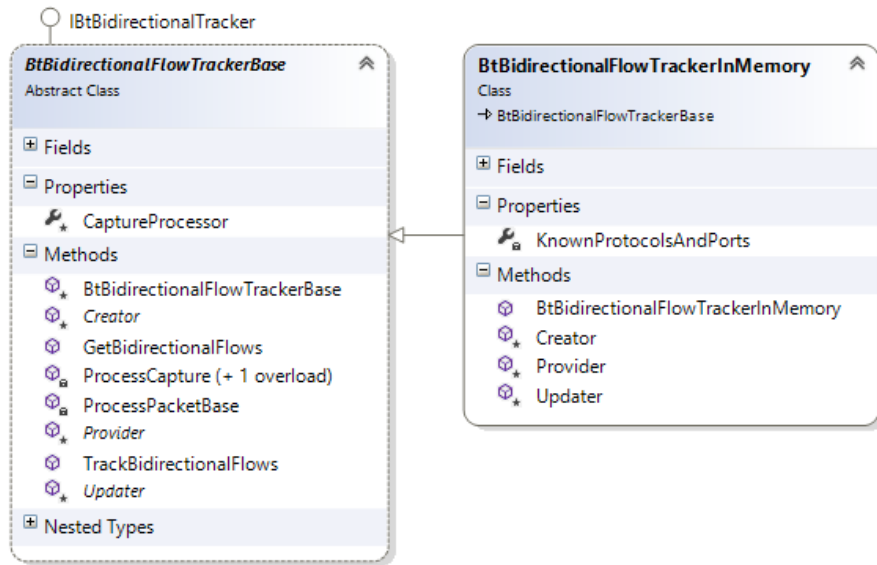 IBtBidirectionalTracker
BtBidirectionalFlowTrackerBase
Abstract Class
Fields
Properties
CaptureProcessor
Methods
BtBidirectionalFlowTrackerBase
Creator
GetBidirectionalFlows
ProcessCapture (+ 1 overload)
ProcessPacketBase
Provider
TrackBidirectionalFlows
Updater
Nested Types
BtBidirectionalFlowTrackerInMemory
Class
BtBidirectionalFlowTrackerBase
Fields
Properties
KnownProtocolsAndPorts
Methods
BtBidirectionalFlowTrackerInMemory
Creator
Provider
Updater